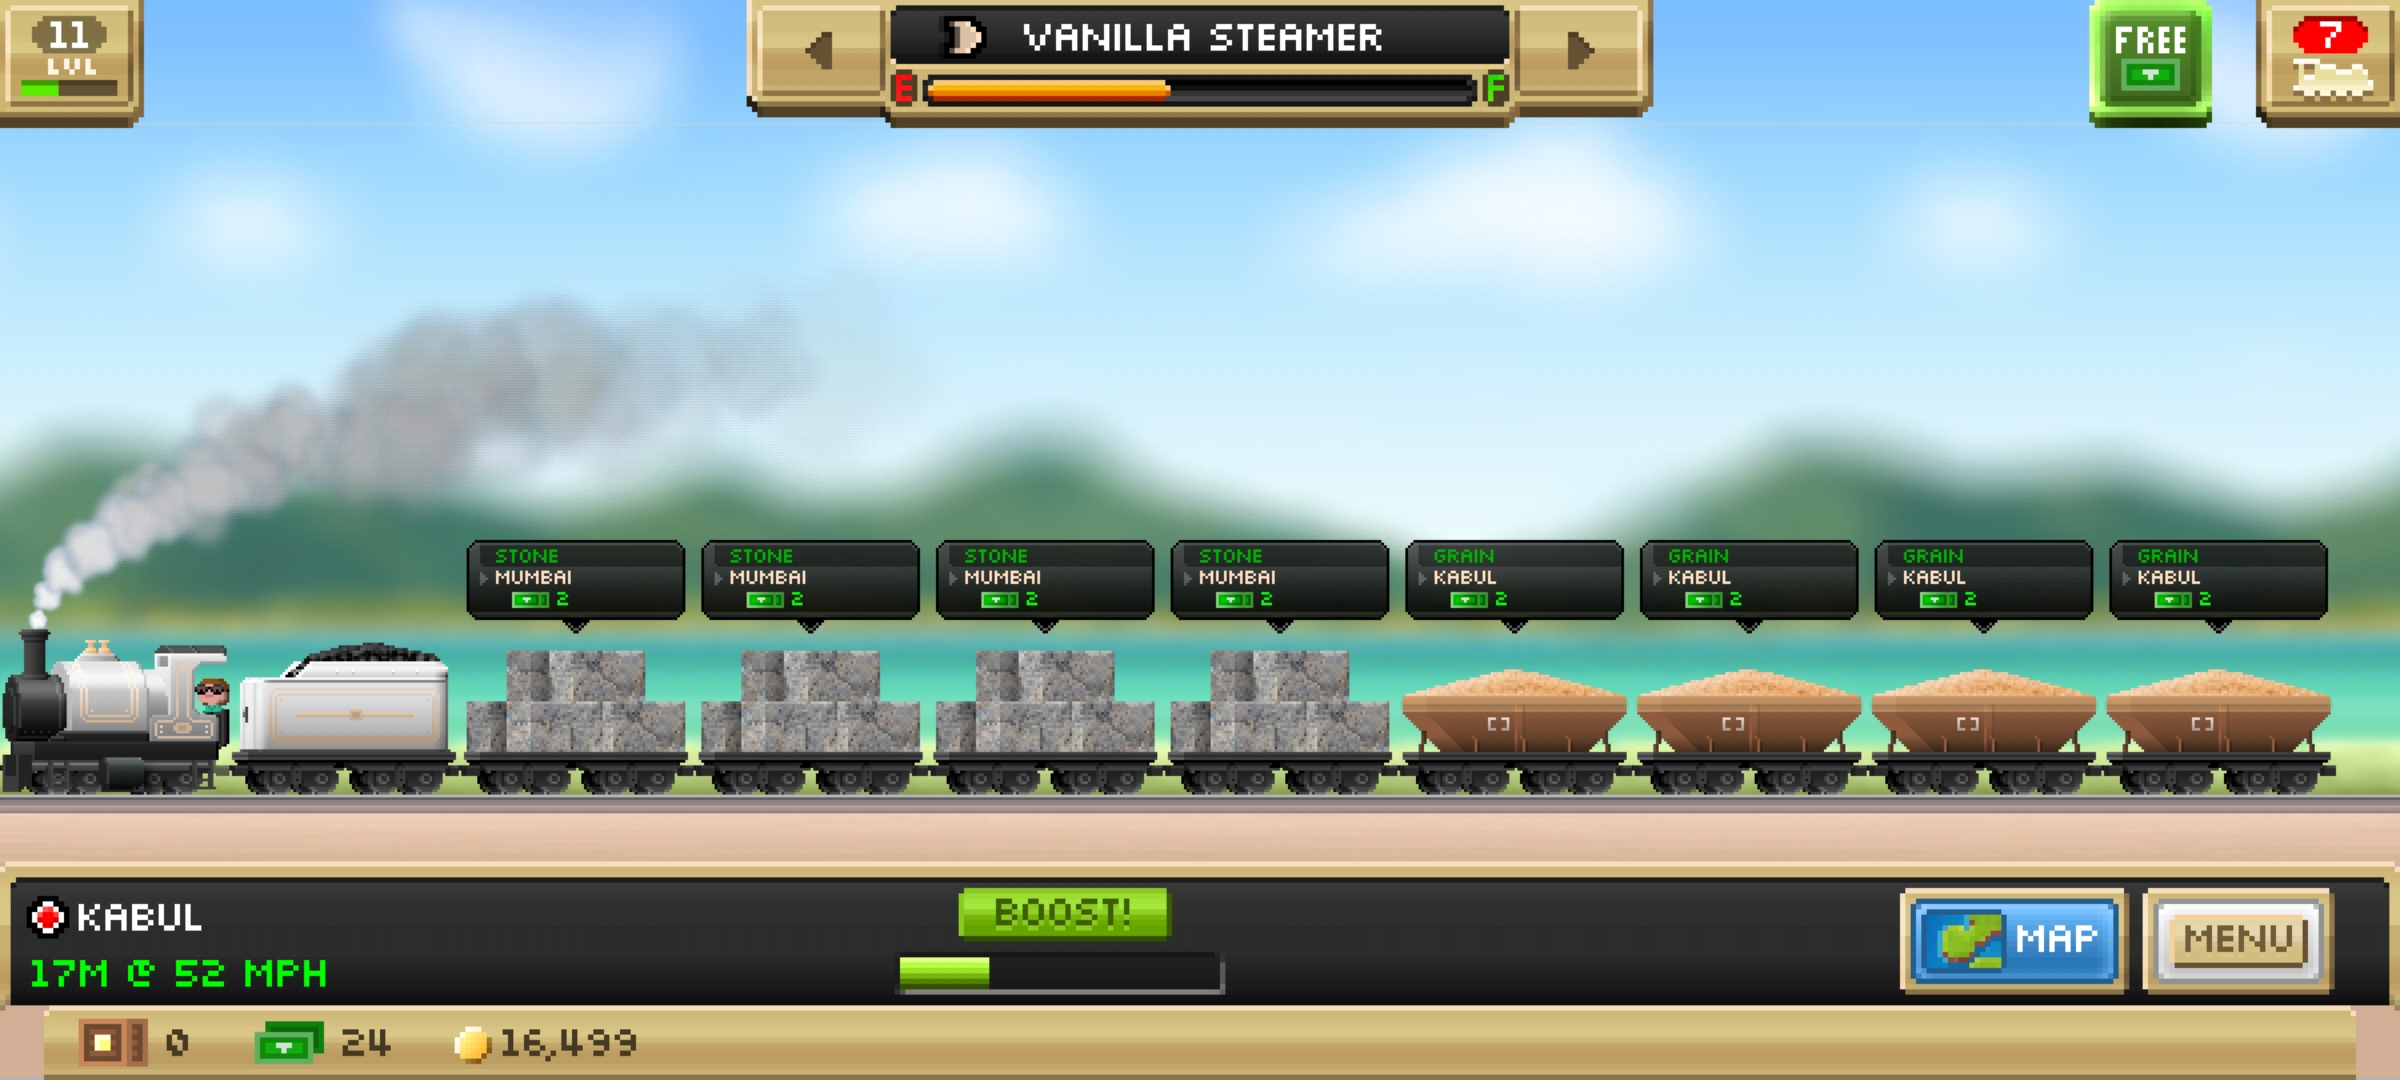 11
LVL
VANILLA STEAMER
E F
FREE
7
STONE
MUMBAI
2
STONE
MUMBAI
2
STONE
MUMBAI
2
STONE
MUMBAI
2
GRAIN
KABUL
2
GRAIN
KABUL
2
GRAIN
KABUL
2
GRAIN
KABUL
2
KABUL
17M @ 52 MPH
BOOST!
MAP
MENU
0 24 16,499